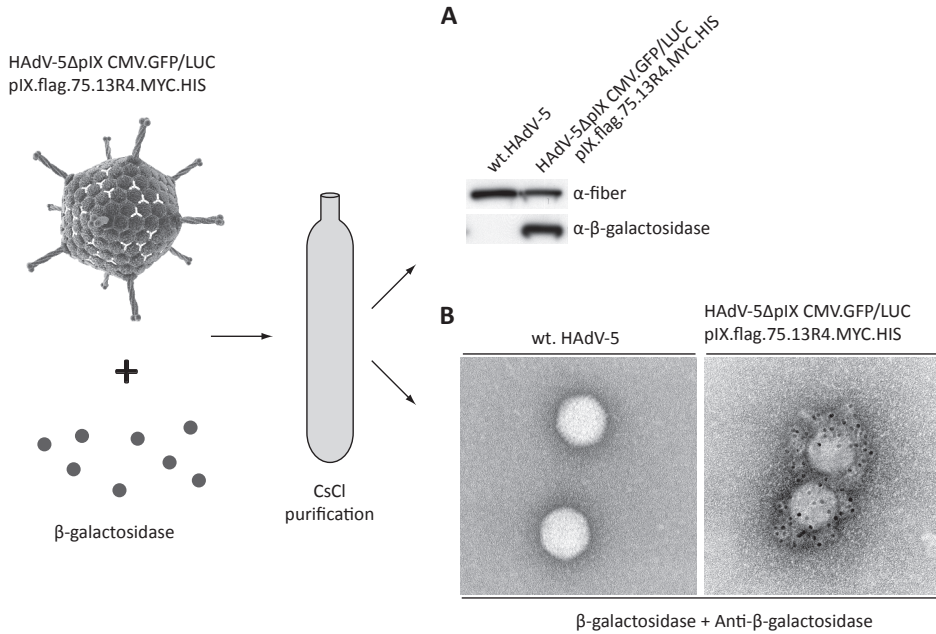 HAdV-5ΔpIX CMV.GFP/LUC
pIX.flag.75.13R4.MYC.HIS
+
β-galactosidase
CsCl
purification
A
wt.HAdV-5
HAdV-5ΔpIX CMV.GFP/LUC
pIX.flag.75.13R4.MYC.HIS
α-fiber
α-β-galactosidase
B
wt. HAdV-5
HAdV-5ΔpIX CMV.GFP/LUC
pIX.flag.75.13R4.MYC.HIS
β-galactosidase + Anti-β-galactosidase